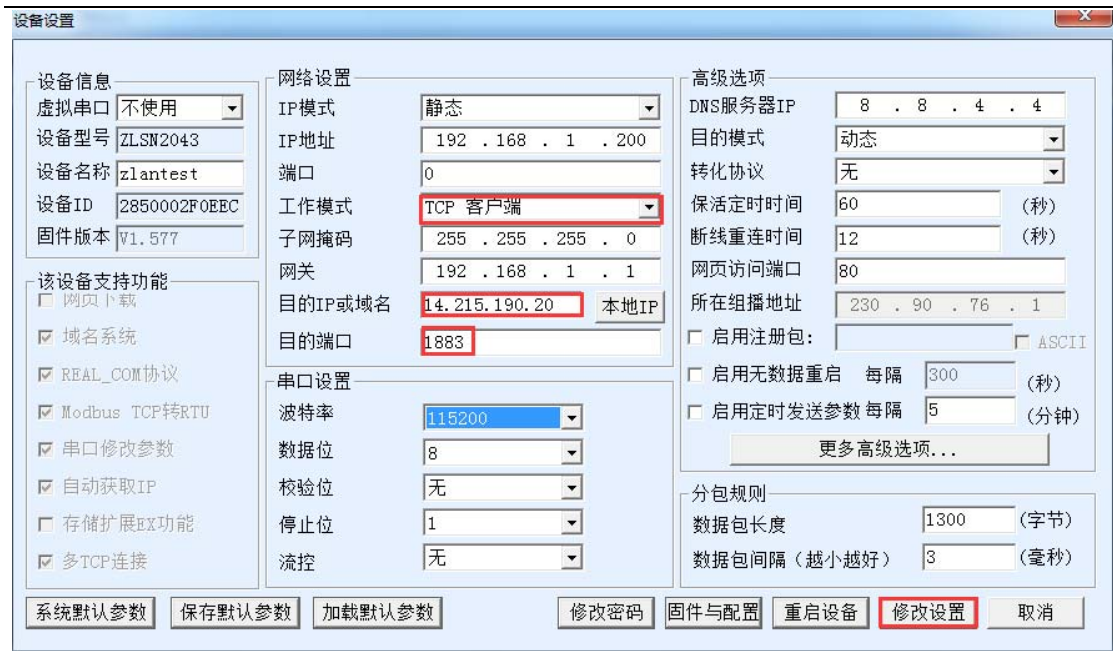 设备设置
设备信息
虚拟串口 不使用
设备型号 ZLSN2043
设备名称 zlantest
设备ID 2850002F0EEC
固件版本 V1.577
该设备支持功能
网页下载
域名系统
REAL_COM协议
Modbus TCP转RTU
串口修改参数
自动获取IP
存储扩展EX功能
多TCP连接
网络设置
IP模式 静态
IP地址 192 . 168 . 1 . 200
端口 0
工作模式 TCP 客户端
子网掩码 255 . 255 . 255 . 0
网关 192 . 168 . 1 . 1
目的IP或域名 14.215.190.20 本地IP
目的端口 1883
串口设置
波特率 115200
数据位 8
校验位 无
停止位 1
流控 无
高级选项
DNS服务器IP 8 . 8 . 4 . 4
目的模式 动态
转化协议 无
保活定时时间 60 (秒)
断线重连时间 12 (秒)
网页访问端口 80
所在组播地址 230 . 90 . 76 . 1
启用注册包: ASCII
启用无数据重启 每隔 300 (秒)
启用定时发送参数 每隔 5 (分钟)
更多高级选项...
分包规则
数据包长度 1300 (字节)
数据包间隔（越小越好） 3 (毫秒)
系统默认参数 保存默认参数 加载默认参数 修改密码 固件与配置 重启设备 修改设置 取消